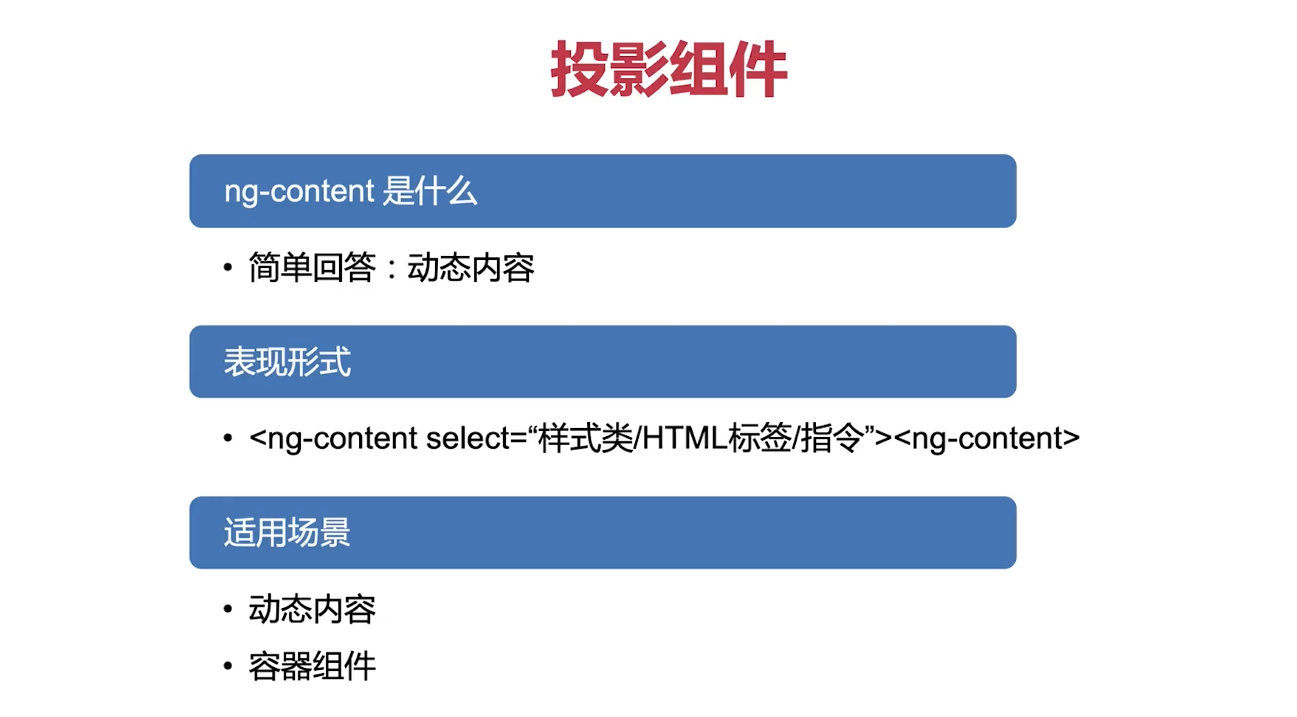 投影组件
ng-content 是什么
• 简单回答：动态内容
表现形式
• <ng-content select=“样式类/HTML标签/指令”><ng-content>
适用场景
• 动态内容
• 容器组件